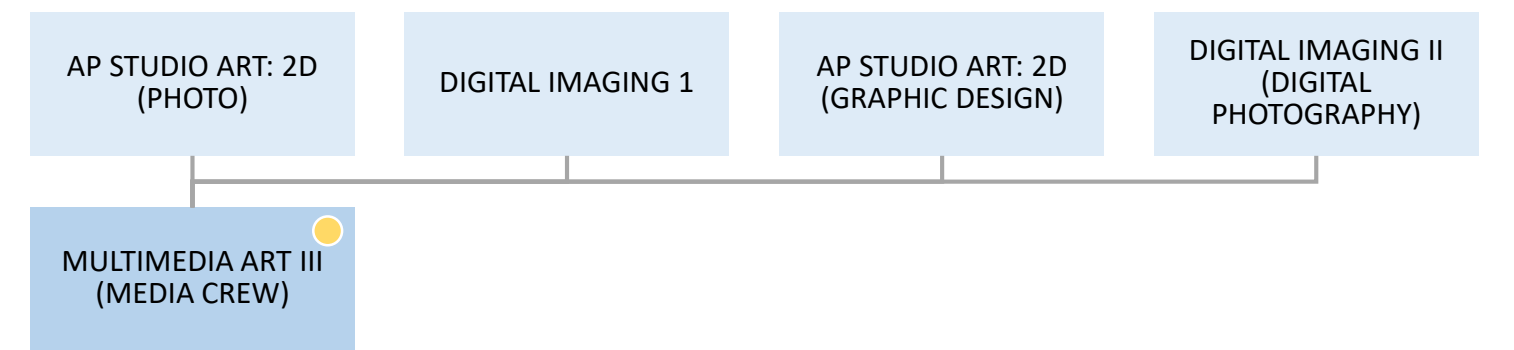 AP STUDIO ART: 2D
(PHOTO)
DIGITAL IMAGING 1
AP STUDIO ART: 2D
(GRAPHIC DESIGN)
DIGITAL IMAGING II
(DIGITAL
PHOTOGRAPHY)
MULTIMEDIA ART III
(MEDIA CREW)